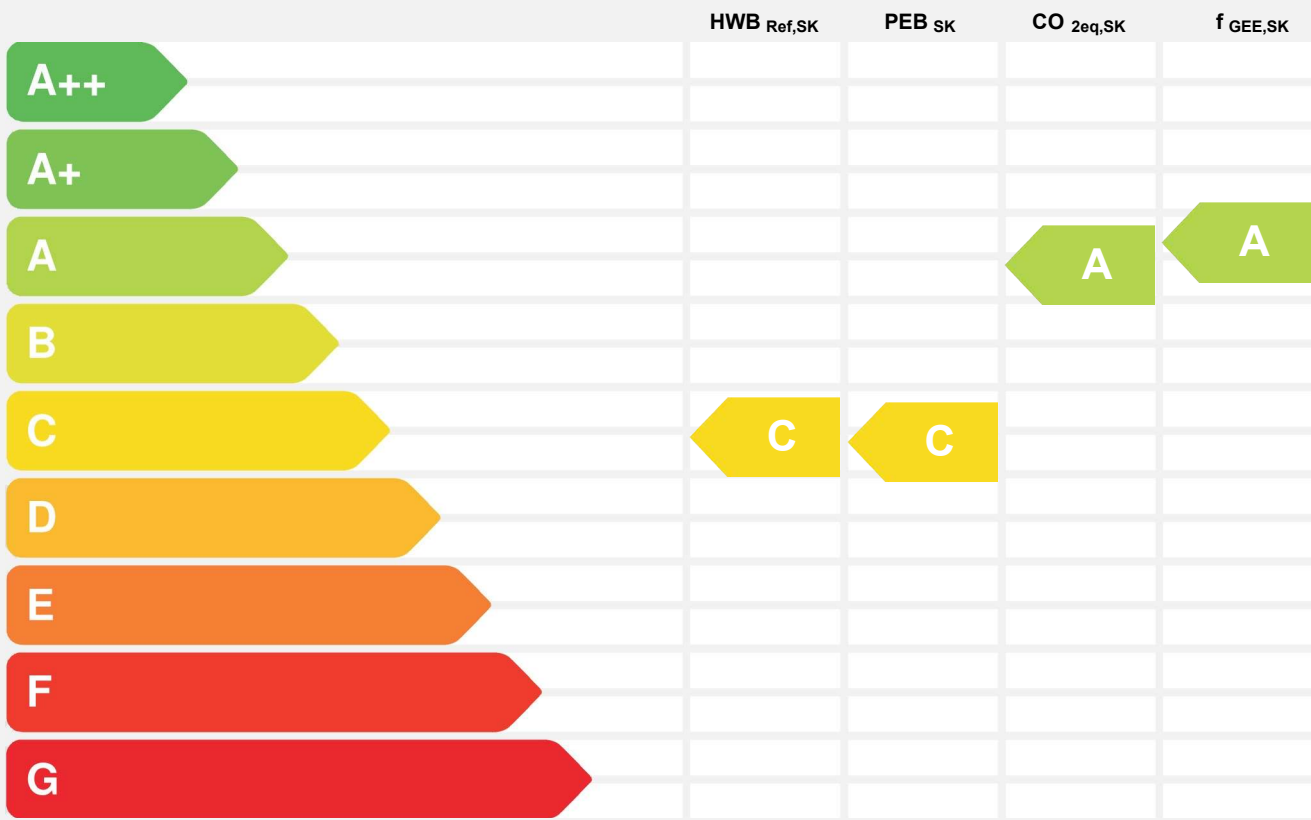 HWB Ref,SK PEB SK CO 2eq,SK f GEE,SK
A++
A+
A A A
B
C C C
D
E
F
G